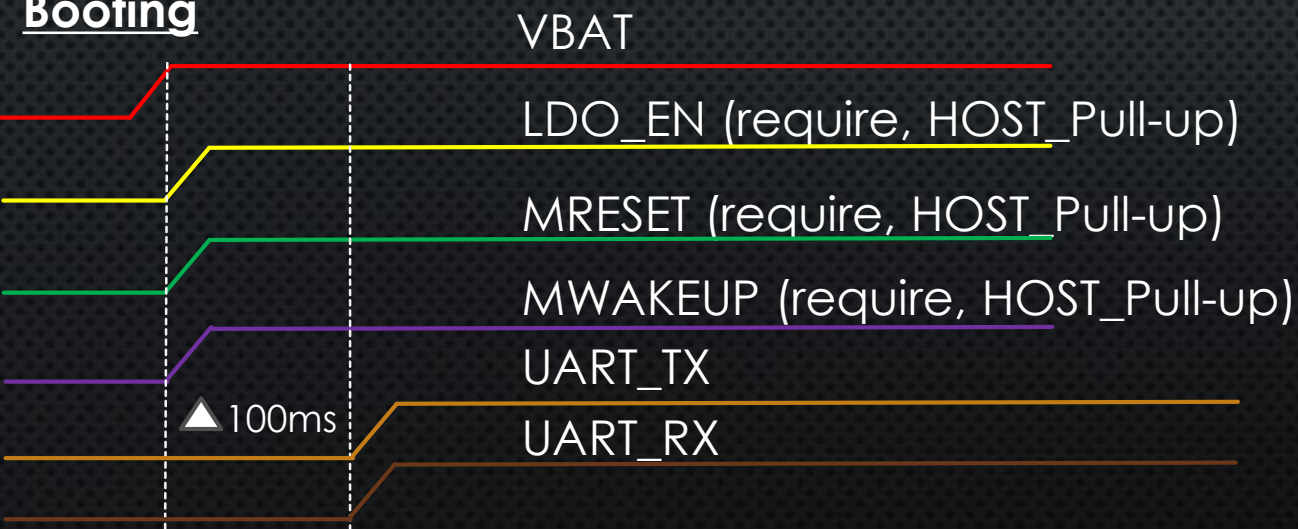 Booting
VBAT
LDO_EN (require, HOST_Pull-up)
MRESET (require, HOST_Pull-up)
MWAKEUP (require, HOST_Pull-up)
UART_TX
100ms
UART_RX